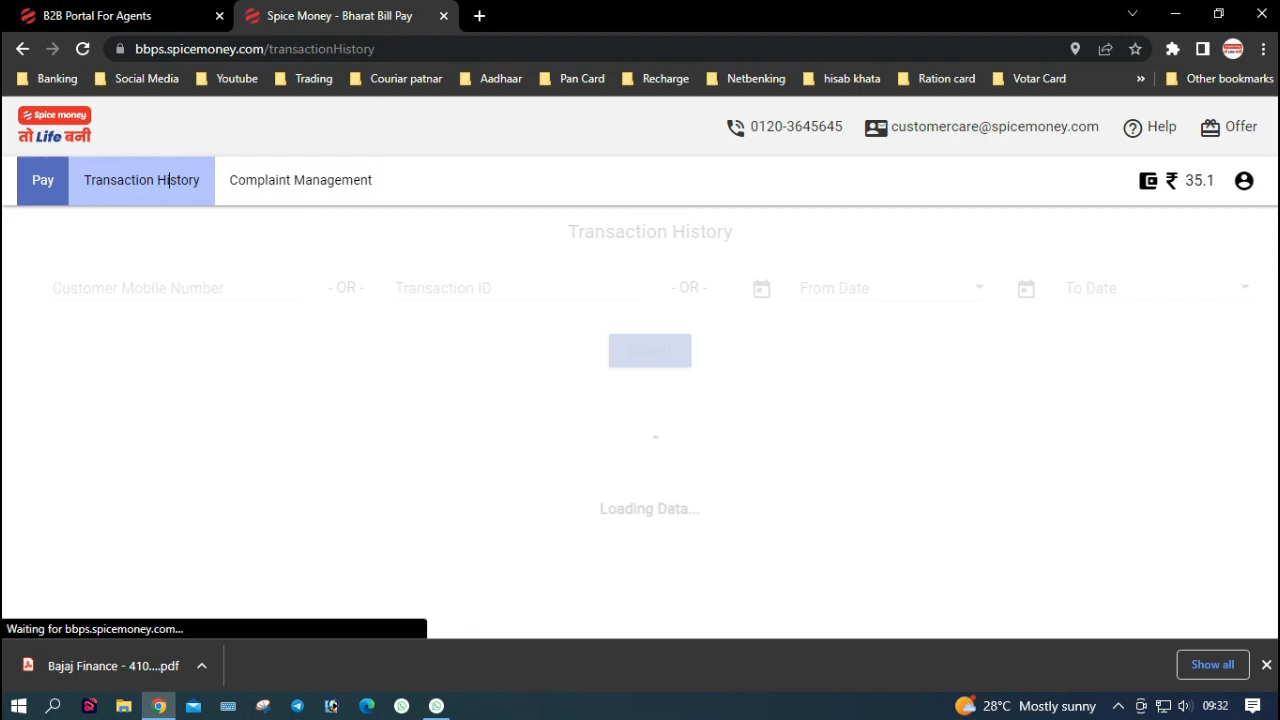 B2B Portal For Agents
Spice Money - Bharat Bill Pay
bbps.spicemoney.com/transactionHistory
Banking
Social Media
Youtube
Trading
Couriar patnar
Aadhaar
Pan Card
Recharge
Netbenking
hisab khata
Ration card
Votar Card
»
Other bookmarks
Spice money
तो Life बनी
0120-3645645
customercare@spicemoney.com
Help
Offer
Pay
Transaction History
Complaint Management
₹ 35.1
Transaction History
Customer Mobile Number
- OR -
Transaction ID
- OR -
From Date
To Date
Loading Data...
Waiting for bbps.spicemoney.com...
Bajaj Finance - 410....pdf
Show all
28°C Mostly sunny
09:32